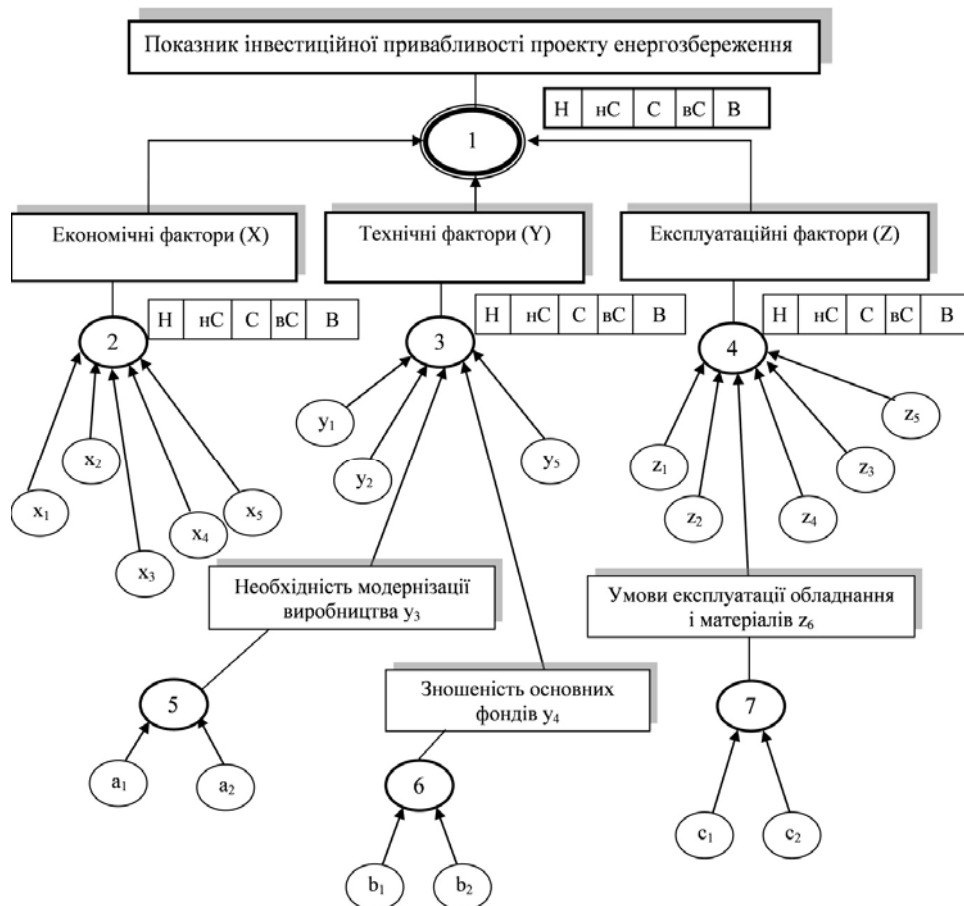 Показник інвестиційної привабливості проекту енергозбереження
Н нС С вС В
1
Економічні фактори (X)
Технічні фактори (Y)
Експлуатаційні фактори (Z)
Н нС С вС В
Н нС С вС В
Н нС С вС В
2
3
4
x₁
x₂
x₃
x₄
x₅
y₁
y₂
y₅
z₁
z₂
z₄
z₃
z₅
Необхідність модернізації
виробництва y₃
Умови експлуатації обладнання
і матеріалів z₆
Зношеність основних
фондів y₄
5
6
7
a₁
a₂
b₁
b₂
c₁
c₂